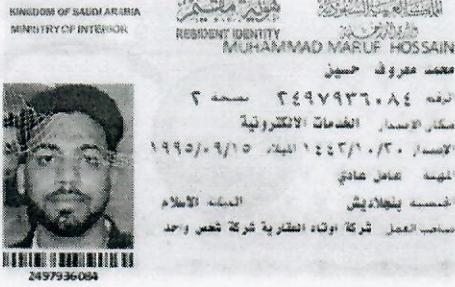 KINGDOM OF SAUDI ARABIA
MINISTRY OF INTERIOR
هوية مقيم
RESIDENT IDENTITY
MUHAMMAD MARUF HOSSAIN
محمد معروف حسين
الرقم ٢٤٩٧٩٣٦٠٨٤ نسخة ٢
مكان الاصدار الخدمات الالكترونية
الاصدار ١٤٤٣/١٠/٢٠ الميلاد ١٩٩٥/٠٩/١٥
المهنة عامل عادي
الجنسية بنجلاديش الديانة الاسلام
صاحب العمل شركة اوتاد العقارية شركة شخص واحد
2497936084